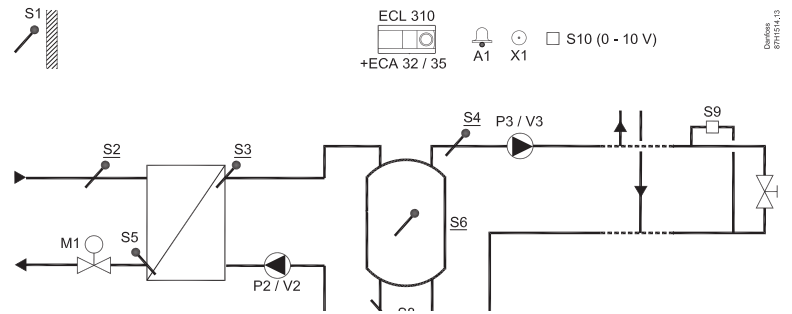 S1
ECL 310
+ECA 32 / 35
A1
X1
S10 (0 - 10 V)
Danfoss
87H1514.13
S2
S3
S4
P3 / V3
S9
S6
M1
S5
P2 / V2
S8